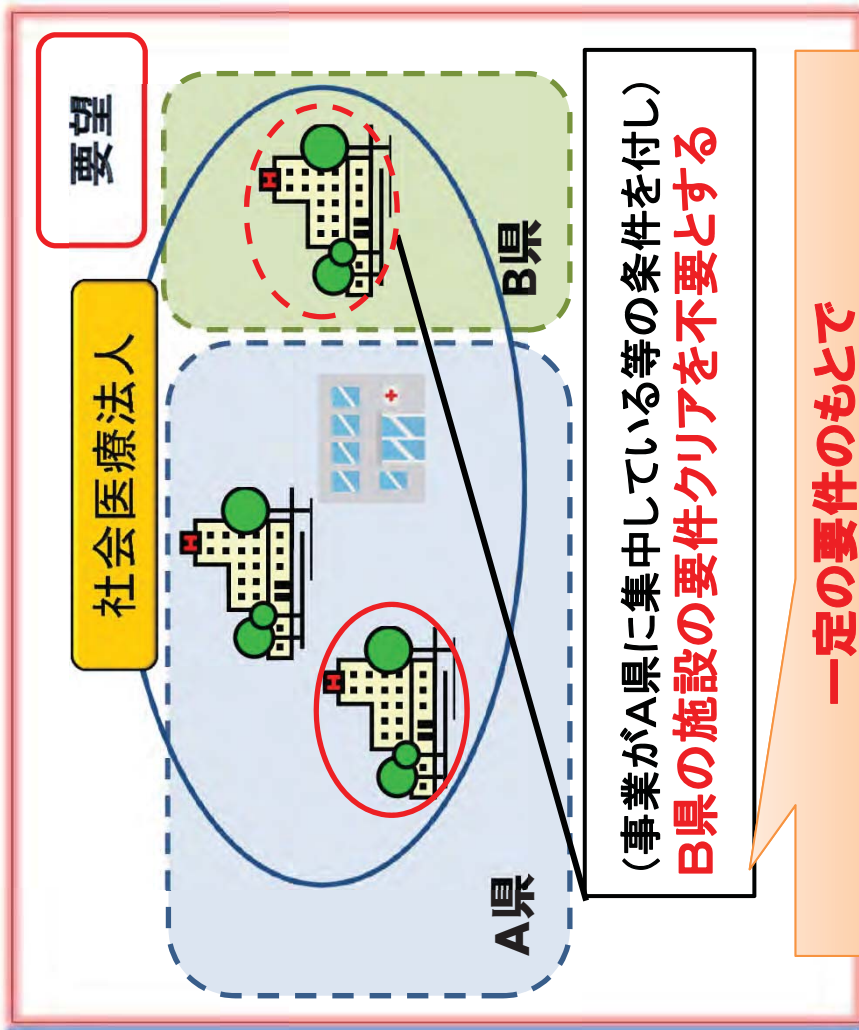 要望
社会医療法人
A県
B県
（事業がA県に集中している等の条件を付し）
B県の施設の要件クリアを不要とする
一定の要件のもとで
H
H
H